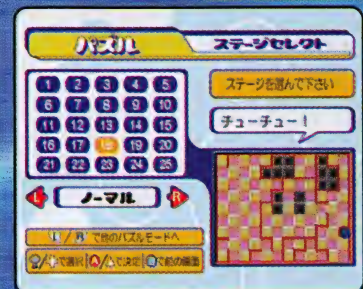 パズル
ステージセレクト
1 2 3 4 5
6 7 8 9 10
11 12 13 14 15
16 17 18 19 20
21 22 23 24 25
ステージを選んで下さい
チューチュー！
L ノーマル R
L / R で他のパズルモードへ
で選択 A / で決定 B で前の画面